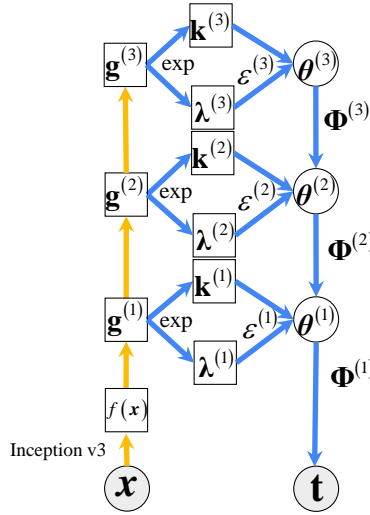 k^(3)
g^(3) exp ε^(3) θ^(3)
λ^(3) Φ^(3)
k^(2)
g^(2) exp ε^(2) θ^(2)
λ^(2) Φ^(2)
k^(1)
g^(1) exp ε^(1) θ^(1)
λ^(1) Φ^(1)
f(x)
Inception v3
x t